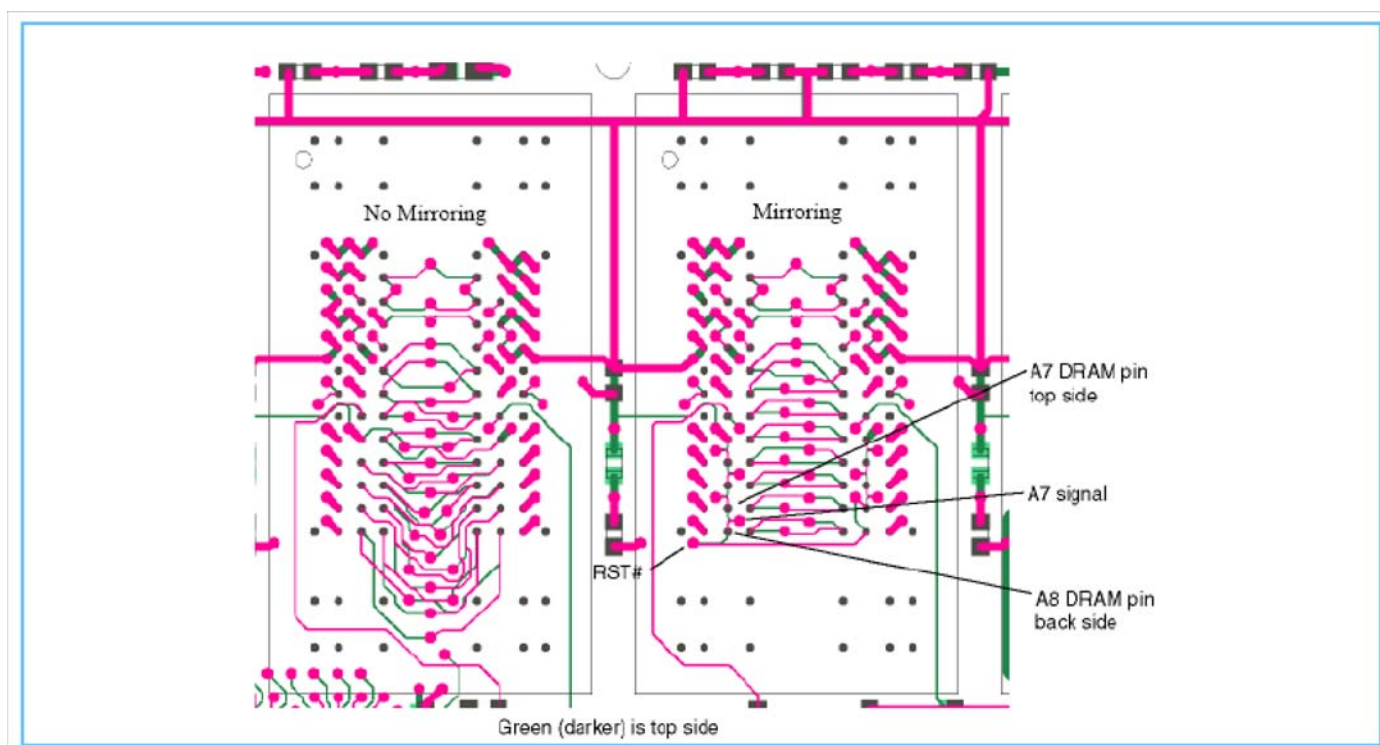 No Mirroring
Mirroring
A7 DRAM pin
top side
A7 signal
RST#
A8 DRAM pin
back side
Green (darker) is top side